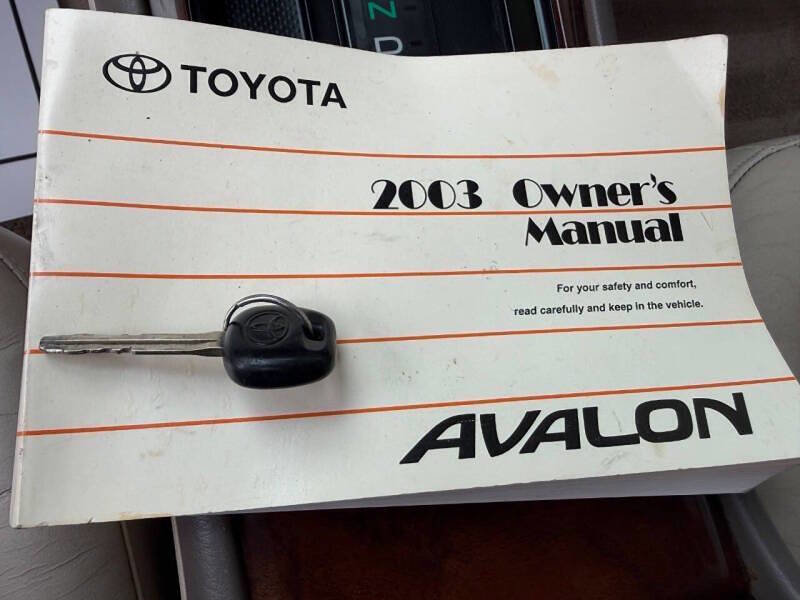 N
R
TOYOTA
2003 Owner's
Manual
For your safety and comfort,
read carefully and keep in the vehicle.
AVALON